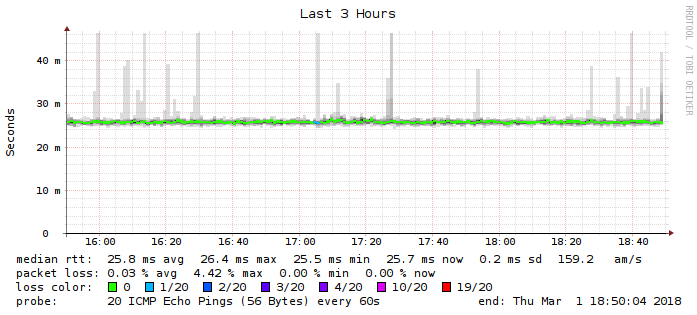 Last 3 Hours
RRDTOOL / TOBI OETIKER
Seconds
40 m
30 m
20 m
10 m
0
16:00 16:20 16:40 17:00 17:20 17:40 18:00 18:20 18:40
median rtt: 25.8 ms avg 26.4 ms max 25.5 ms min 25.7 ms now 0.2 ms sd 159.2 am/s
packet loss: 0.03 % avg 4.42 % max 0.00 % min 0.00 % now
loss color: 0 1/20 2/20 3/20 4/20 10/20 19/20
probe: 20 ICMP Echo Pings (56 Bytes) every 60s end: Thu Mar 1 18:50:04 2018